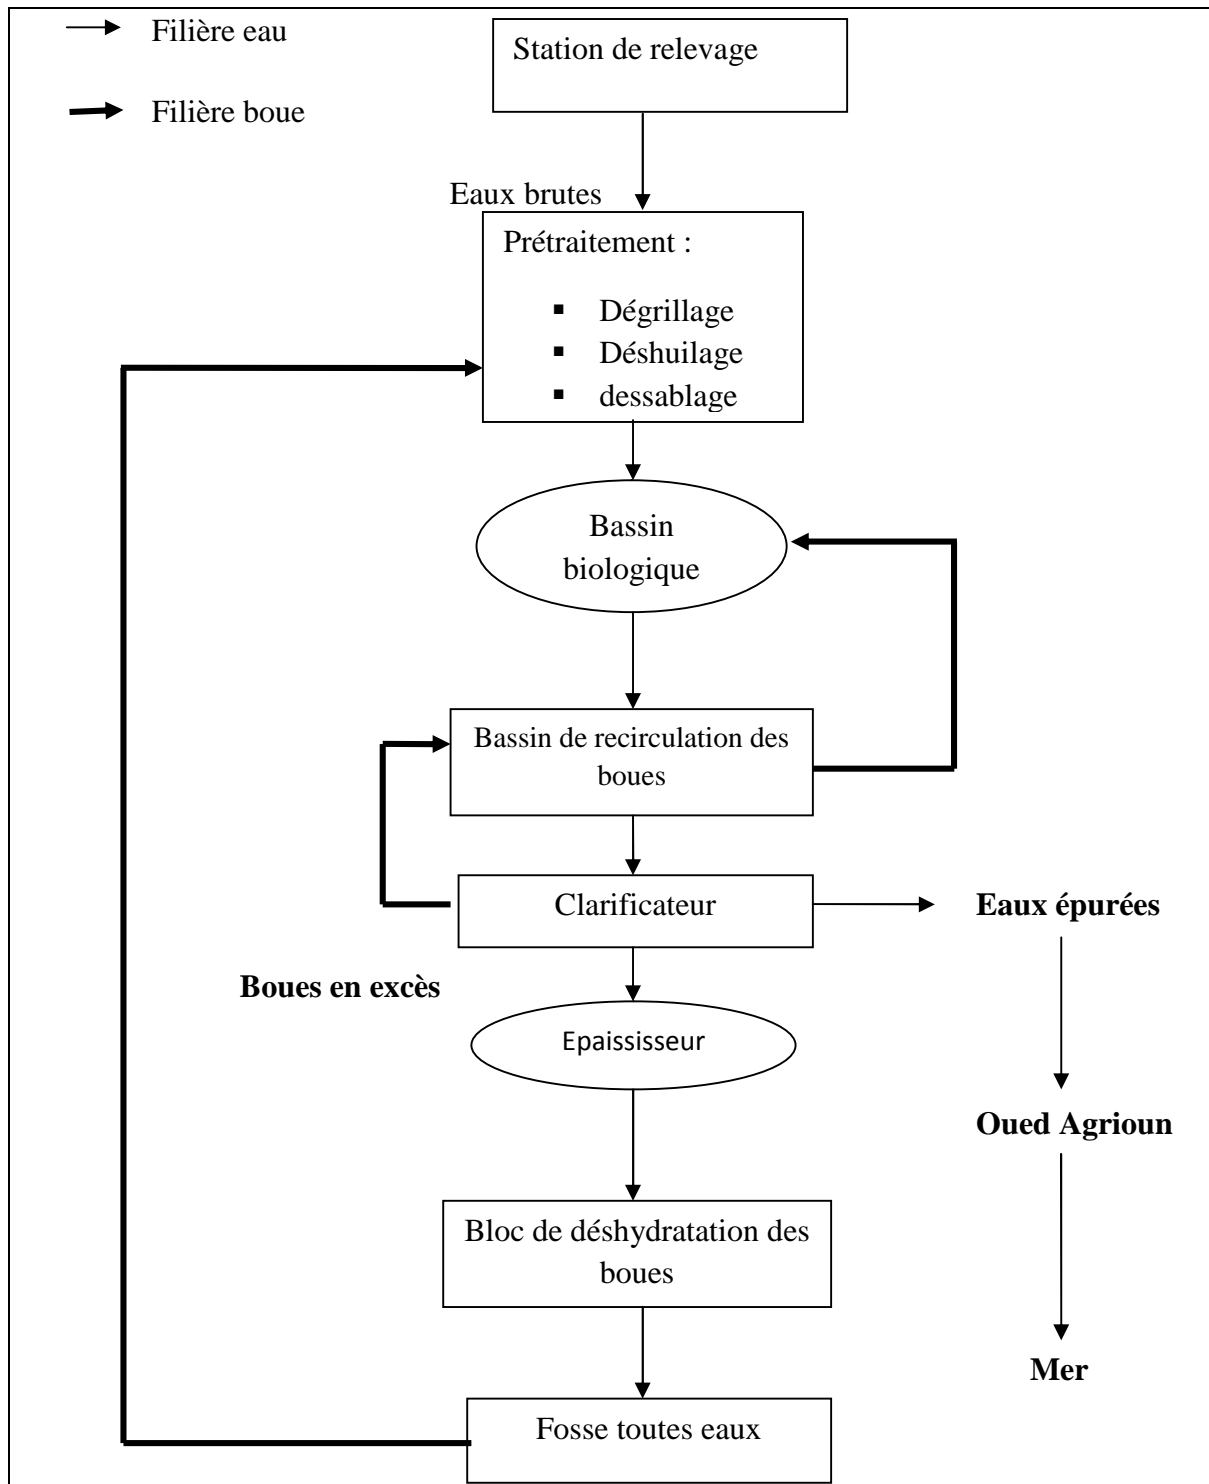 Filière eau
Station de relevage
Filière boue
Eaux brutes
Prétraitement :
▪ Dégrillage
▪ Déshuilage
▪ dessablage
Bassin
biologique
Bassin de recirculation des
boues
Clarificateur
Eaux épurées
Boues en excès
Epaississeur
Oued Agrioun
Bloc de déshydratation des
boues
Mer
Fosse toutes eaux